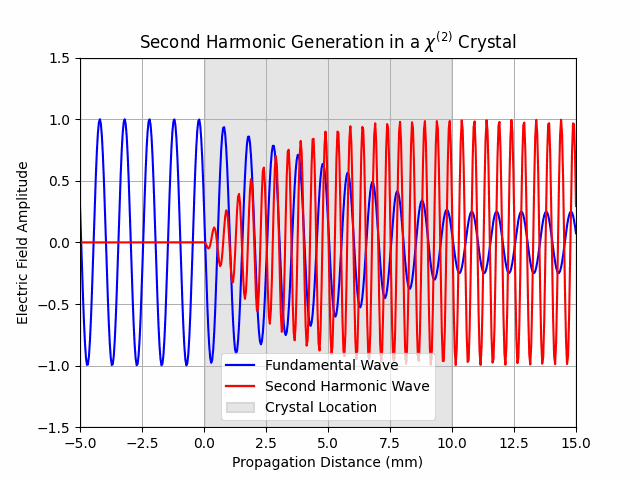 Second Harmonic Generation in a χ^(2) Crystal
1.5
1.0
0.5
0.0
−0.5
−1.0
−1.5
Electric Field Amplitude
Fundamental Wave
Second Harmonic Wave
Crystal Location
−5.0 −2.5 0.0 2.5 5.0 7.5 10.0 12.5 15.0
Propagation Distance (mm)